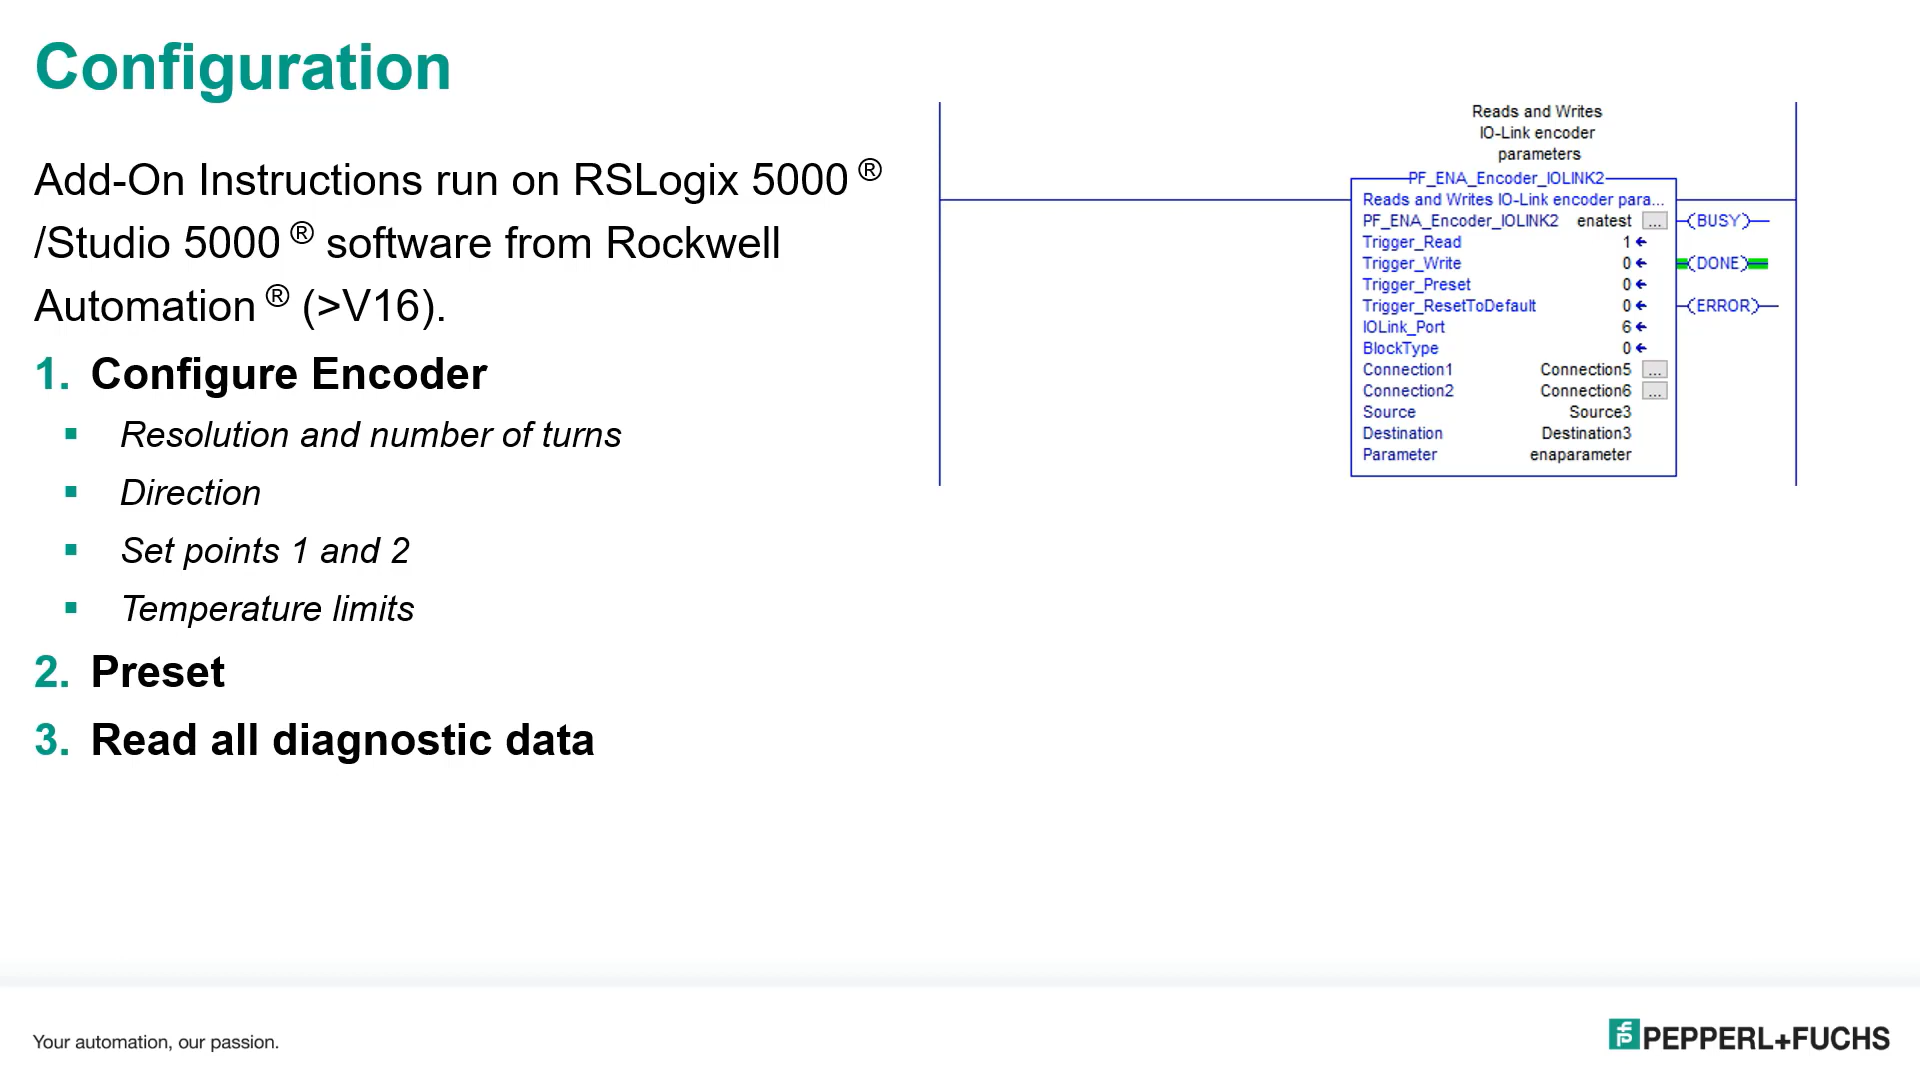 Configuration
Add-On Instructions run on RSLogix 5000 ®
/Studio 5000 ® software from Rockwell
Automation ® (>V16).
1. Configure Encoder
▪ Resolution and number of turns
▪ Direction
▪ Set points 1 and 2
▪ Temperature limits
2. Preset
3. Read all diagnostic data
Reads and Writes
IO-Link encoder
parameters
PF_ENA_Encoder_IOLINK2
Reads and Writes IO-Link encoder para...
PF_ENA_Encoder_IOLINK2 enatest ... (BUSY)
Trigger_Read 1
Trigger_Write 0 (DONE)
Trigger_Preset 0
Trigger_ResetToDefault 0 (ERROR)
IOLink_Port 6
BlockType 0
Connection1 Connection5 ...
Connection2 Connection6 ...
Source Source3
Destination Destination3
Parameter enaparameter
Your automation, our passion.
PEPPERL+FUCHS